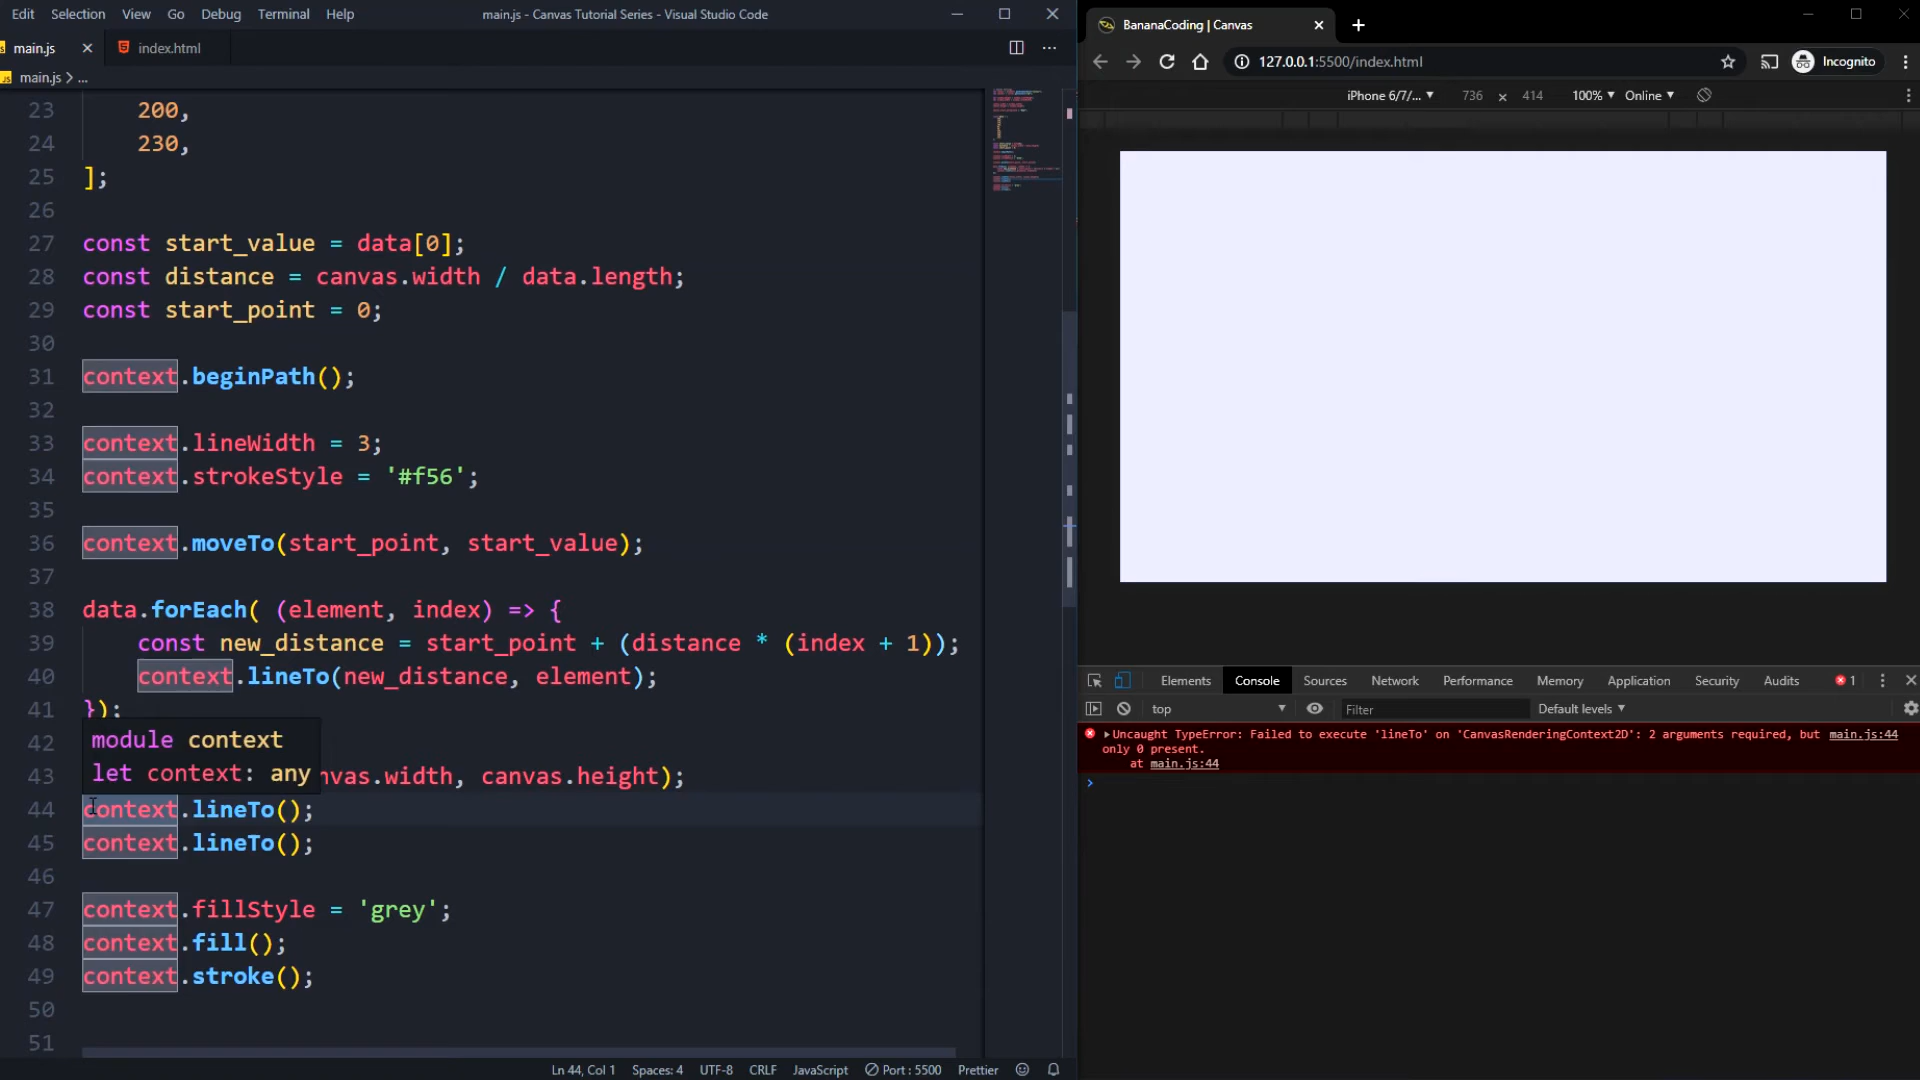 Edit Selection View Go Debug Terminal Help main.js - Canvas Tutorial Series - Visual Studio Code
main.js index.html
JS main.js > ...
23 200,
24 230,
25 ];
26
27 const start_value = data[0];
28 const distance = canvas.width / data.length;
29 const start_point = 0;
30
31 context.beginPath();
32
33 context.lineWidth = 3;
34 context.strokeStyle = '#f56';
35
36 context.moveTo(start_point, start_value);
37
38 data.forEach( (element, index) => {
39 const new_distance = start_point + (distance * (index + 1));
40 context.lineTo(new_distance, element);
41 });
42 module context
let context: any
43 nvas.width, canvas.height);
44 context.lineTo();
45 context.lineTo();
46
47 context.fillStyle = 'grey';
48 context.fill();
49 context.stroke();
50
51
Ln 44, Col 1 Spaces: 4 UTF-8 CRLF JavaScript Port : 5500 Prettier
BananaCoding | Canvas
127.0.0.1:5500/index.html Incognito
iPhone 6/7/... 736 x 414 100% Online
Elements Console Sources Network Performance Memory Application Security Audits 1
top Filter Default levels
Uncaught TypeError: Failed to execute 'lineTo' on 'CanvasRenderingContext2D': 2 arguments required, but main.js:44
only 0 present.
at main.js:44